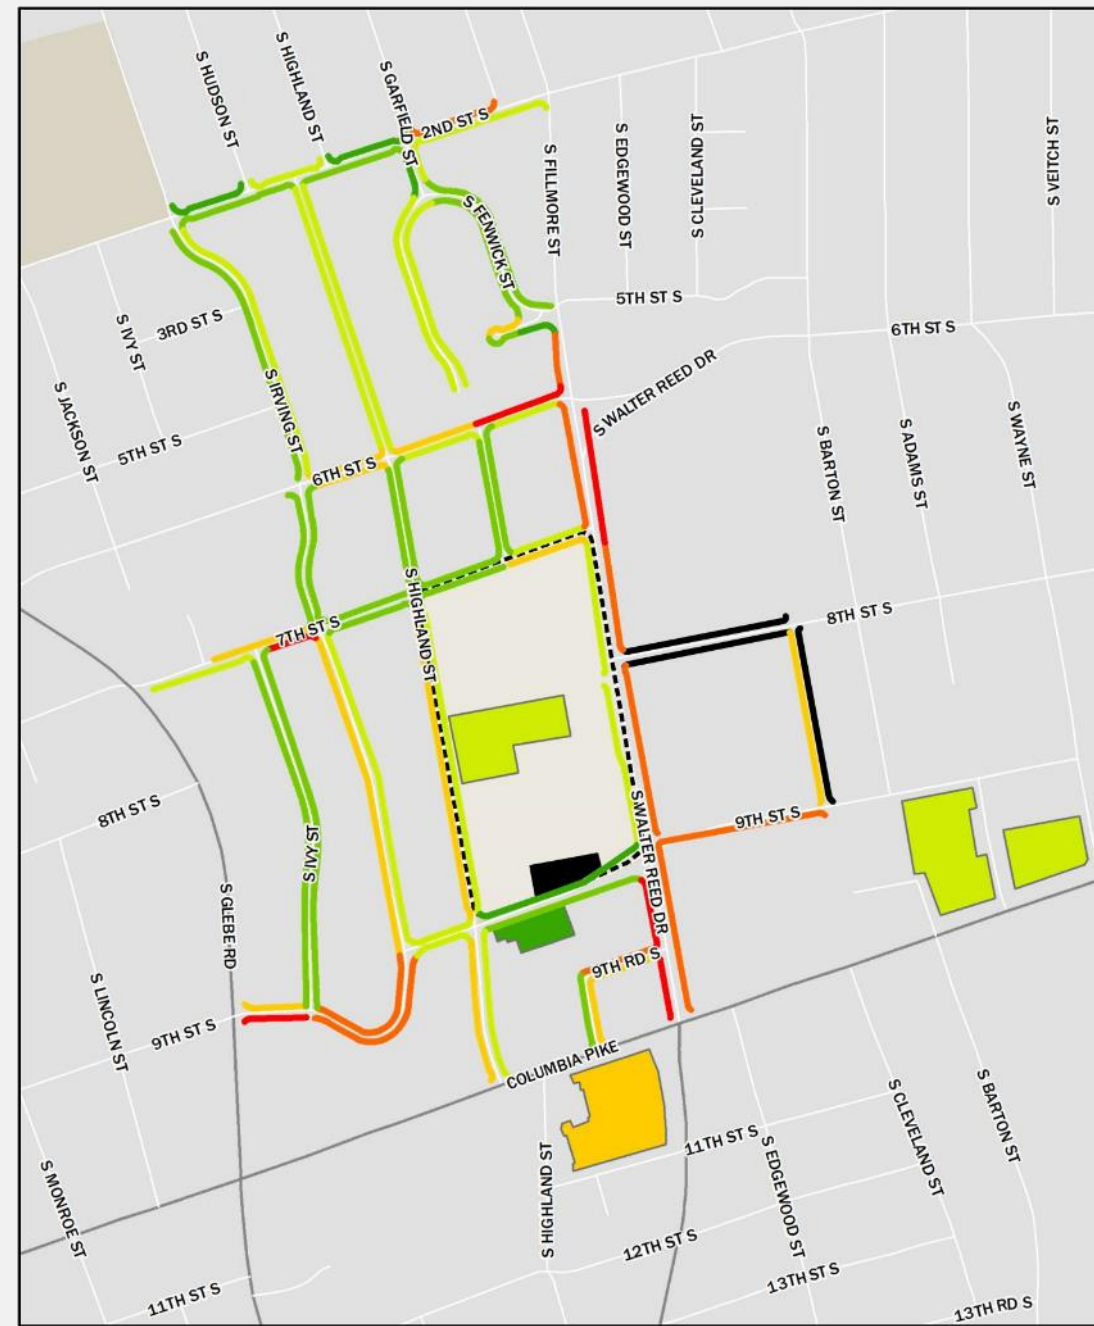 S HUDSON ST
S HIGHLAND ST
S GARFIELD ST
2ND ST S
S FILLMORE ST
S EDGEWOOD ST
S CLEVELAND ST
S VEITCH ST
S FENWICK ST
5TH ST S
3RD ST S
S IVY ST
6TH ST S
S WALTER REED DR
S JACKSON ST
S IRVING ST
5TH ST S
6TH ST S
S BARTON ST
S ADAMS ST
S WAYNE ST
S HIGHLAND ST
7TH ST S
8TH ST S
8TH ST S
S IVY ST
S WALTER REED DR
9TH ST S
S GLEBE RD
9TH RD S
S LINCOLN ST
9TH ST S
COLUMBIA PIKE
S MONROE ST
S HIGHLAND ST
11TH ST S
S EDGEWOOD ST
S CLEVELAND ST
S BARTON ST
12TH ST S
13TH ST S
11TH ST S
13TH RD S